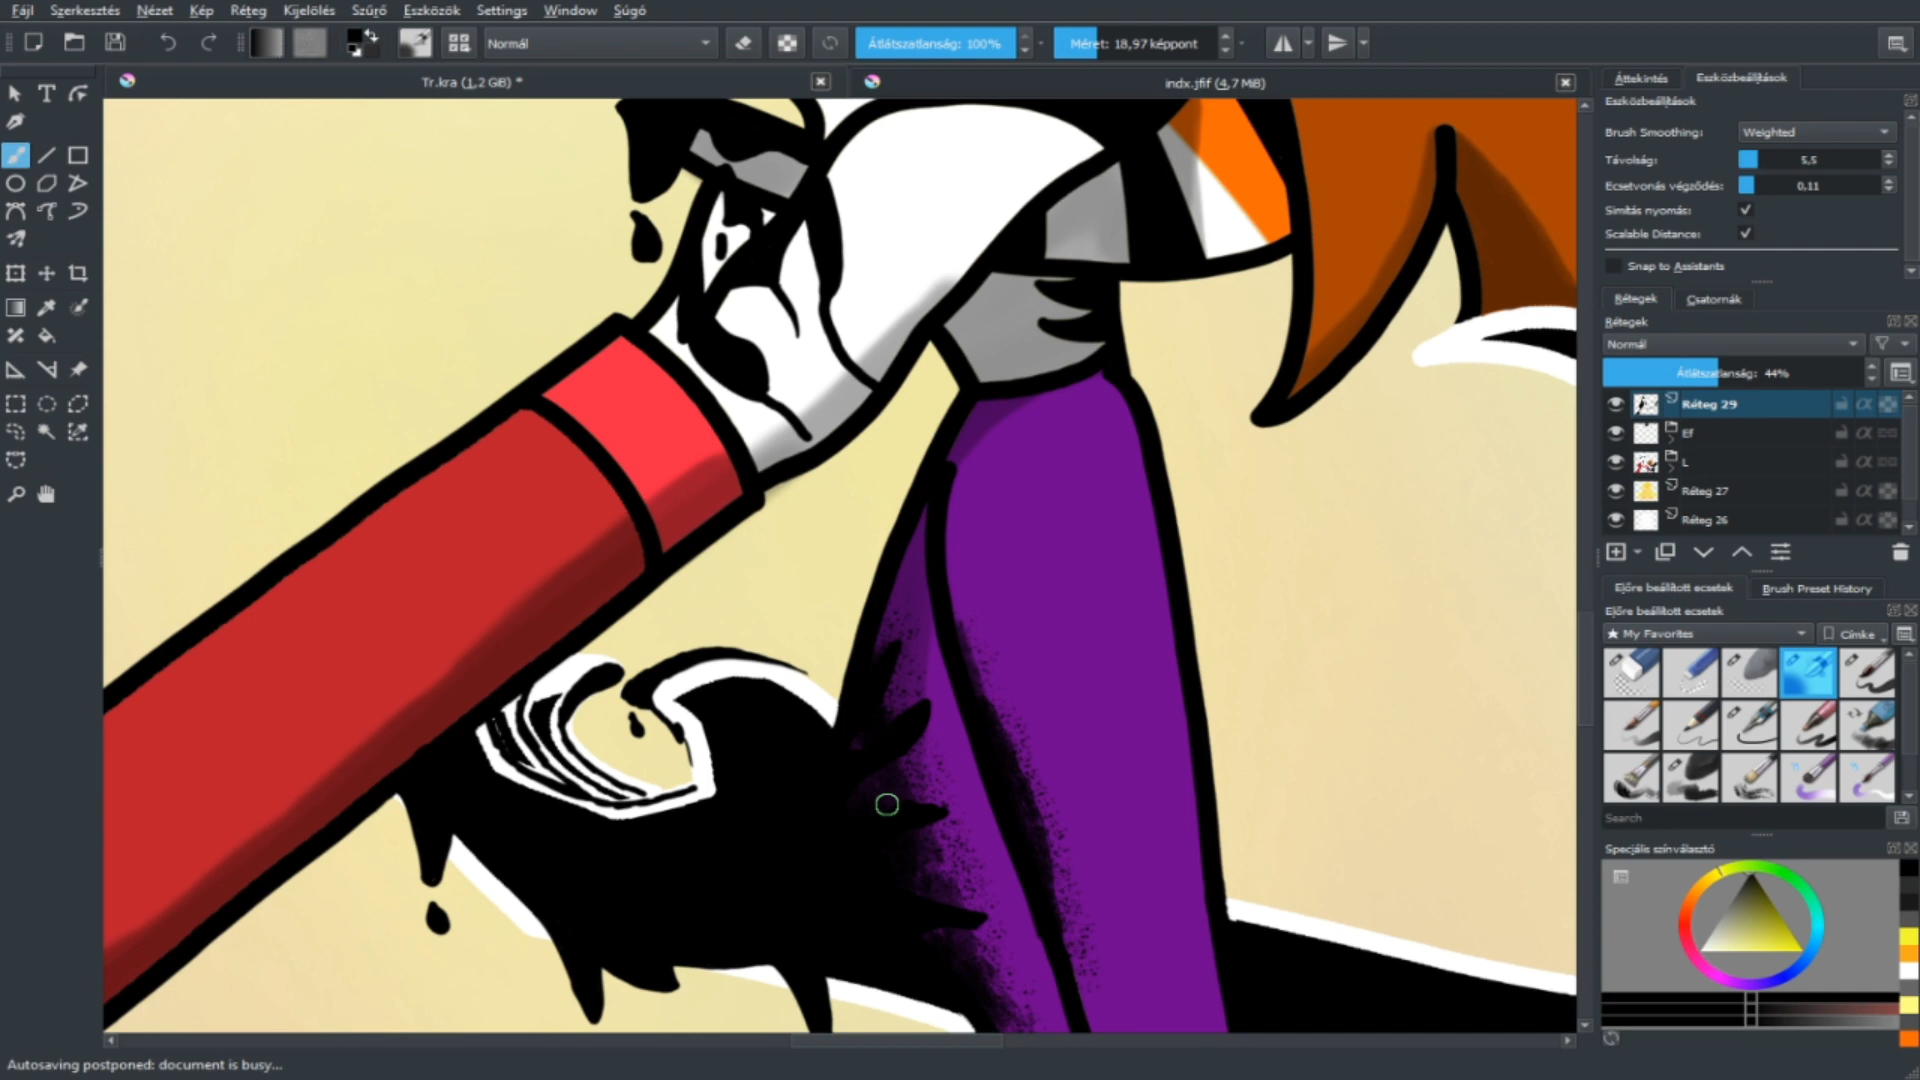 Fájl Szerkesztés Nézet Kép Réteg Kijelölés Szűrő Eszközök Settings Window Súgó
Normál Átlátszatlanság: 100% Méret: 18,97 képpont
Tr.kra (1,2 GiB) * indx.jfif (4,7 MiB)
Áttekintés Eszközbeállítások
Eszközbeállítások
Brush Smoothing: Weighted
Távolság: 5,5
Ecsetvonás végződés: 0,11
Simítás nyomás:
Scalable Distance:
Snap to Assistants
Rétegek Csatornák
Rétegek
Normál
Átlátszatlanság: 44%
Réteg 29
Ef
L
Réteg 27
Réteg 26
Előre beállított ecsetek Brush Preset History
Előre beállított ecsetek
★ My Favorites Címke
Search
Speciális színválasztó
Autosaving postponed: document is busy...